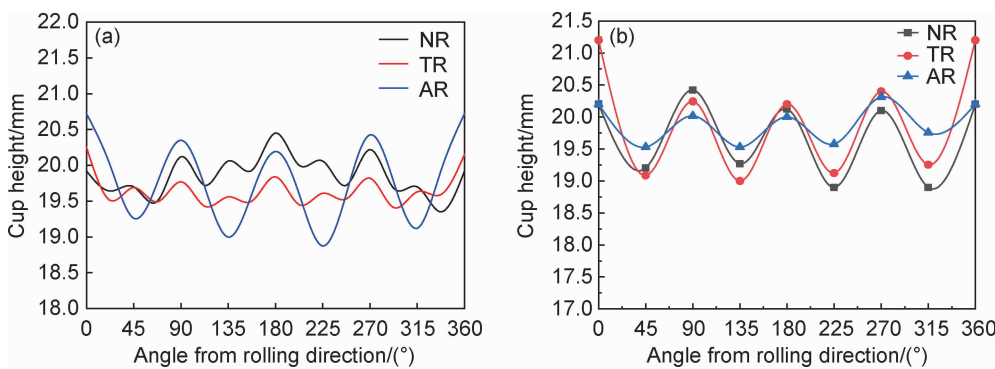 (a)
NR
TR
AR
Cup height/mm
22.0
21.5
21.0
20.5
20.0
19.5
19.0
18.5
18.0
0 45 90 135 180 225 270 315 360
Angle from rolling direction/(°)
(b)
NR
TR
AR
Cup height/mm
21.5
21.0
20.5
20.0
19.5
19.0
18.5
18.0
17.5
17.0
0 45 90 135 180 225 270 315 360
Angle from rolling direction/(°)